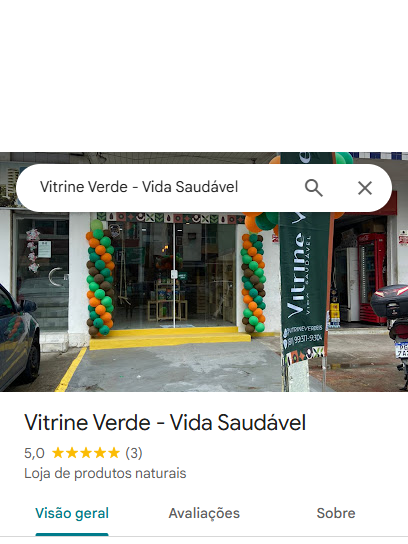 Vitrine Verde - Vida Saudável
Vitrine V
VIDA SAUDÁVEL
Vitrine Verde - Vida Saudável
5,0 ★★★★★ (3)
Loja de produtos naturais
Visão geral
Avaliações
Sobre